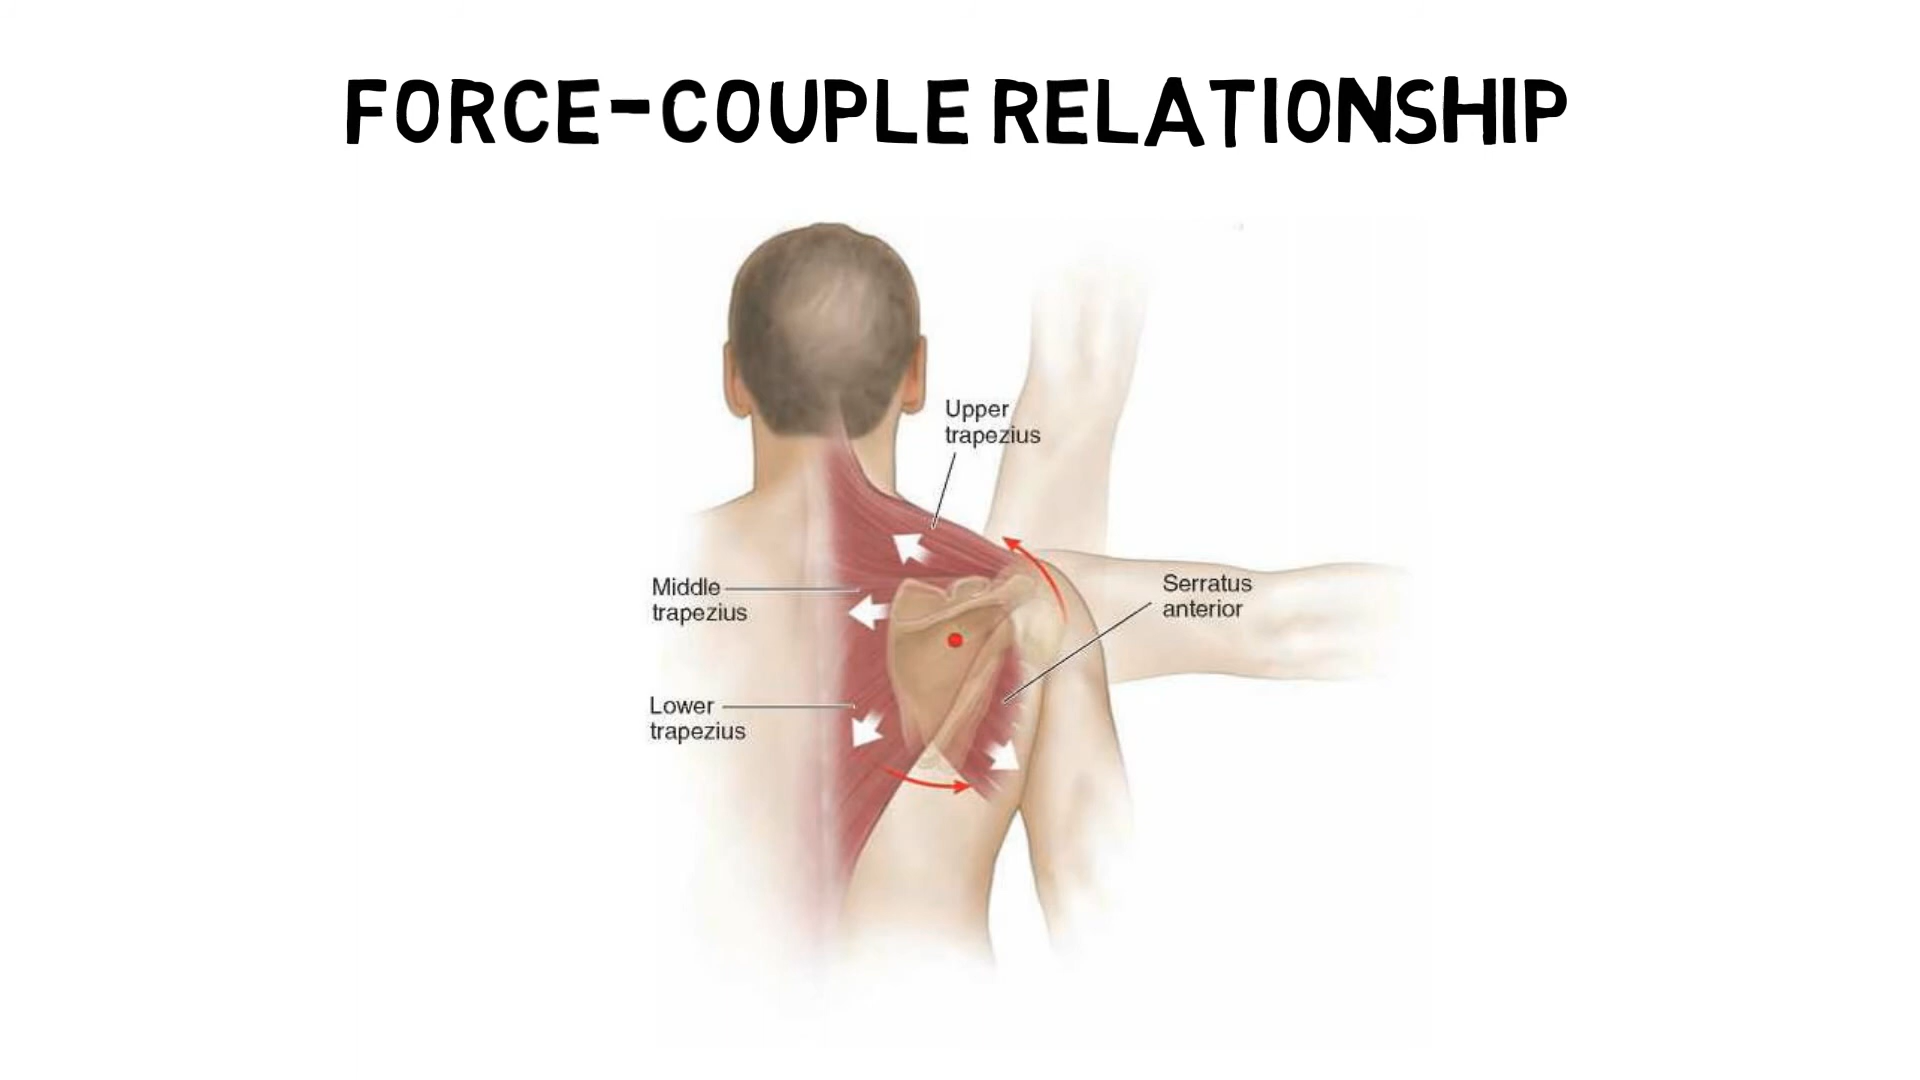 FORCE-COUPLE RELATIONSHIP
Upper
trapezius
Middle
trapezius
Serratus
anterior
Lower
trapezius